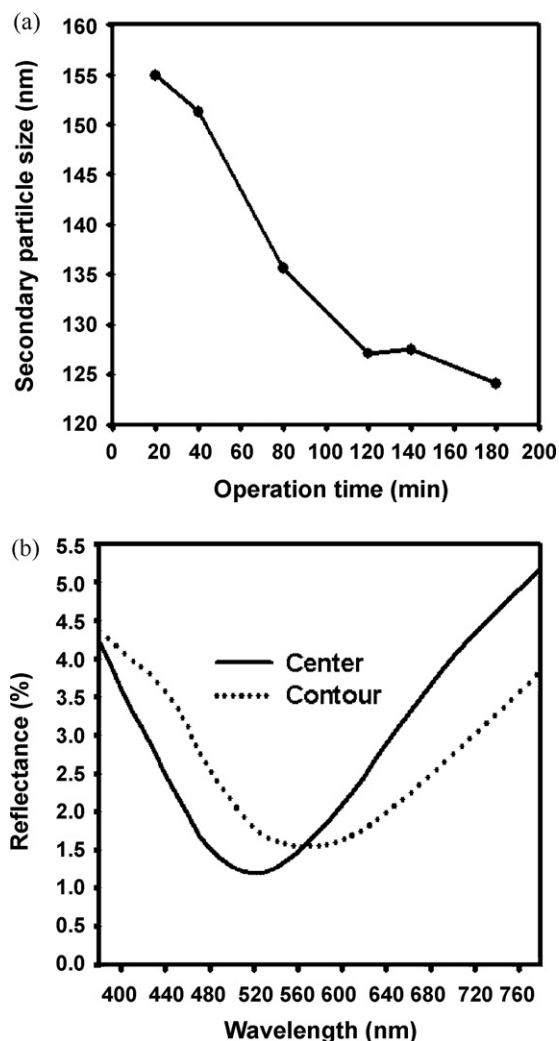 (a)
160
155
150
145
140
135
130
125
120
Secondary partilcle size (nm)
0 20 40 60 80 100 120 140 160 180 200
Operation time (min)
(b)
5.5
5.0
4.5
4.0
3.5
3.0
2.5
2.0
1.5
1.0
0.5
0.0
Reflectance (%)
Center
Contour
400 440 480 520 560 600 640 680 720 760
Wavelength (nm)